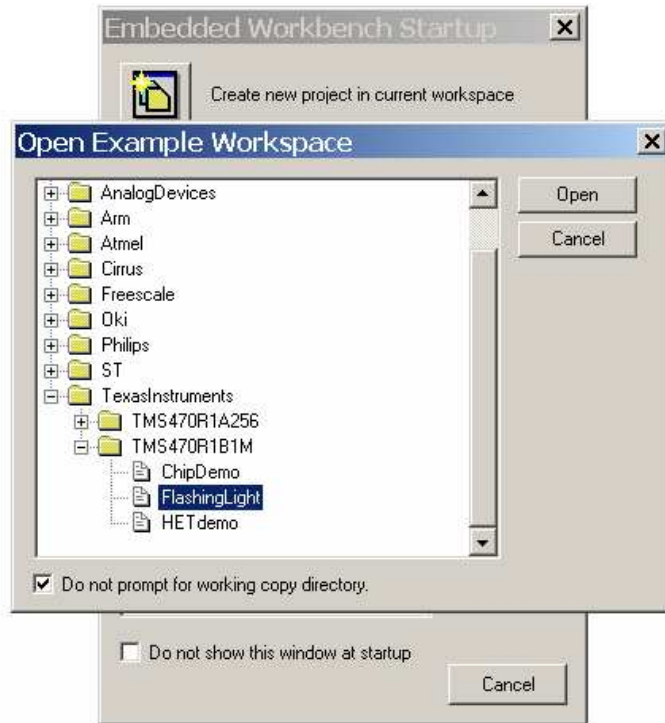 Embedded Workbench Startup
Create new project in current workspace
Open Example Workspace
AnalogDevices
Arm
Atmel
Cirrus
Freescale
Oki
Philips
ST
TexasInstruments
TMS470R1A256
TMS470R1B1M
ChipDemo
FlashingLight
HETdemo
Open
Cancel
Do not prompt for working copy directory.
Do not show this window at startup
Cancel